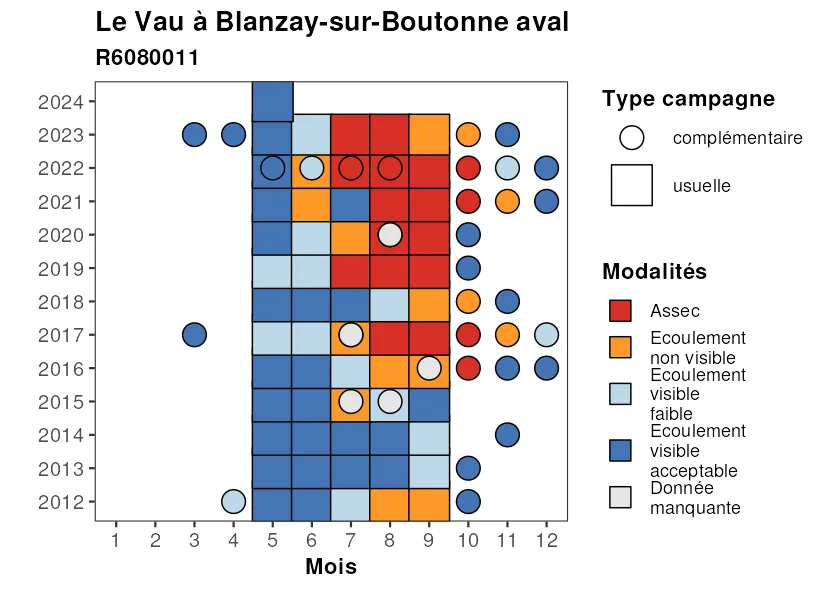 Le Vau à Blanzay-sur-Boutonne aval
R6080011
2024
2023
2022
2021
2020
2019
2018
2017
2016
2015
2014
2013
2012
1 2 3 4 5 6 7 8 9 10 11 12
Mois
Type campagne
complémentaire
usuelle
Modalités
Assec
Ecoulement
non visible
Ecoulement
visible
faible
Ecoulement
visible
acceptable
Donnée
manquante